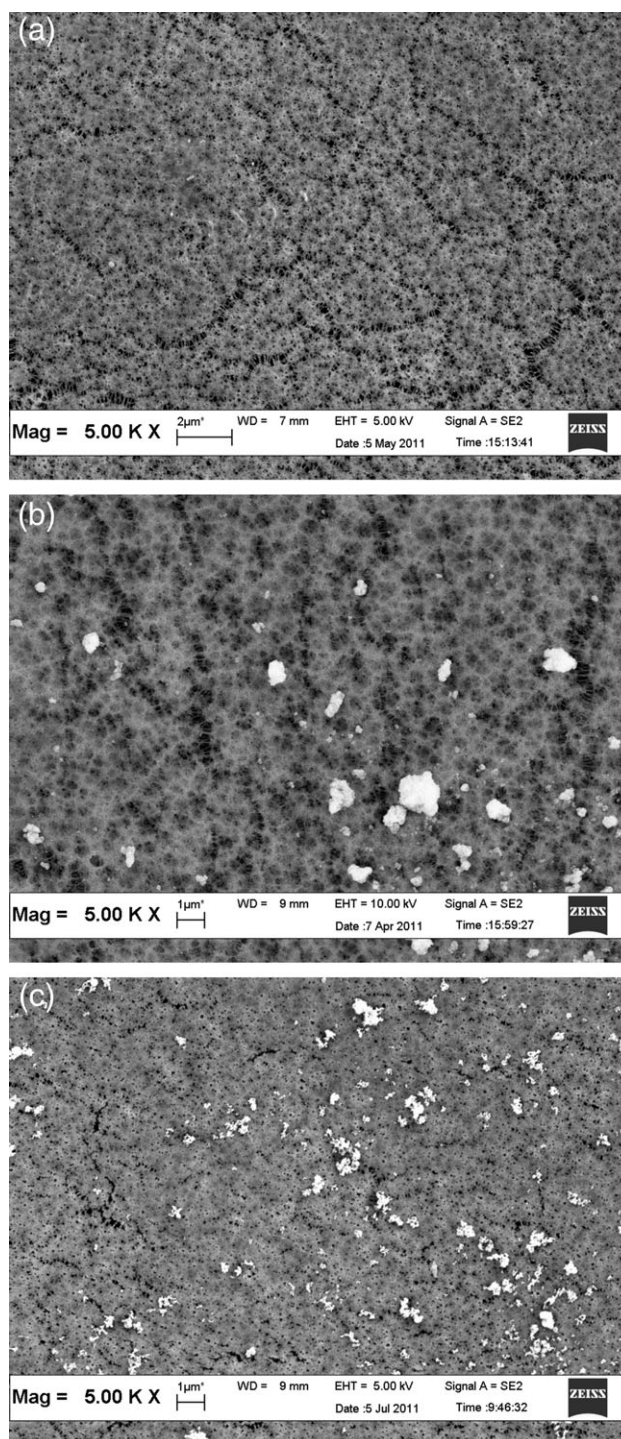 (a)
Mag = 5.00 K X 2µm* WD = 7 mm EHT = 5.00 kV Signal A = SE2 ZEISS
Date :5 May 2011 Time :15:13:41
(b)
Mag = 5.00 K X 1µm* WD = 9 mm EHT = 10.00 kV Signal A = SE2 ZEISS
Date :7 Apr 2011 Time :15:59:27
(c)
Mag = 5.00 K X 1µm* WD = 9 mm EHT = 5.00 kV Signal A = SE2 ZEISS
Date :5 Jul 2011 Time :9:46:32